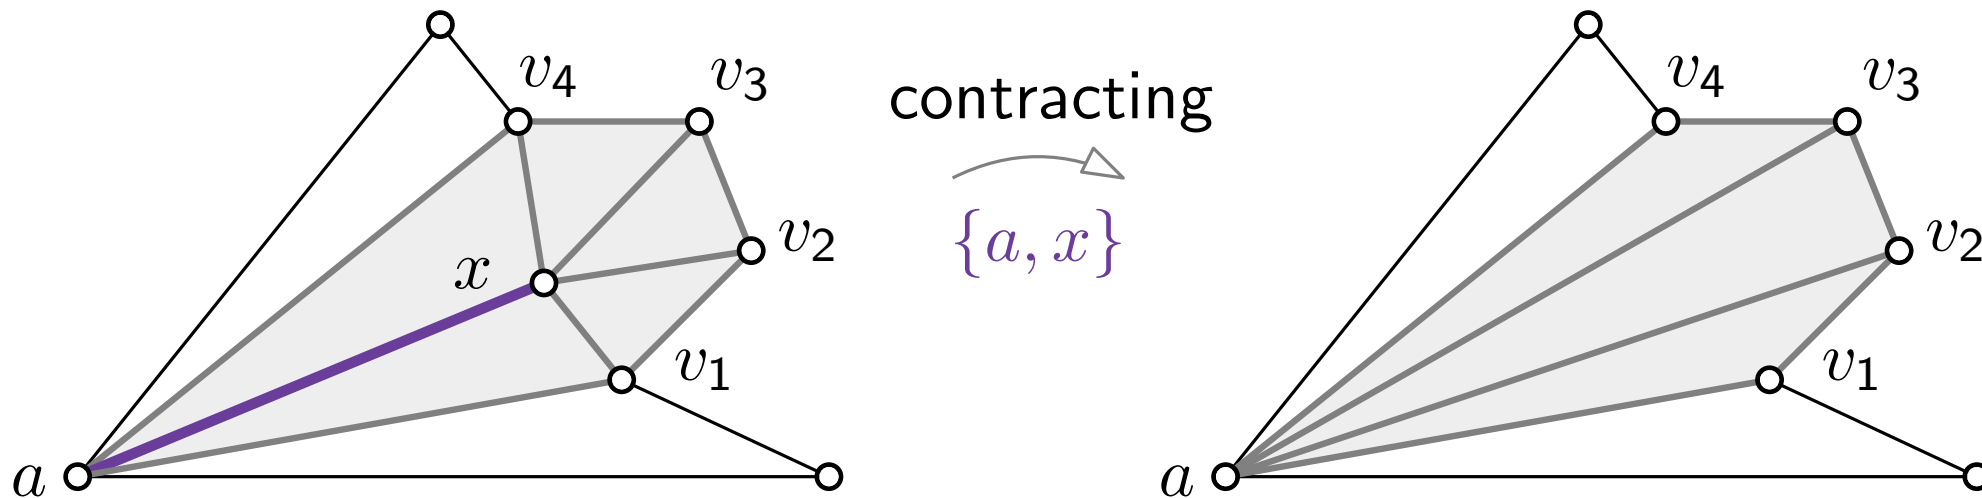 v₄
v₃
v₂
x
v₁
a
contracting
{a, x}
v₄
v₃
v₂
v₁
a